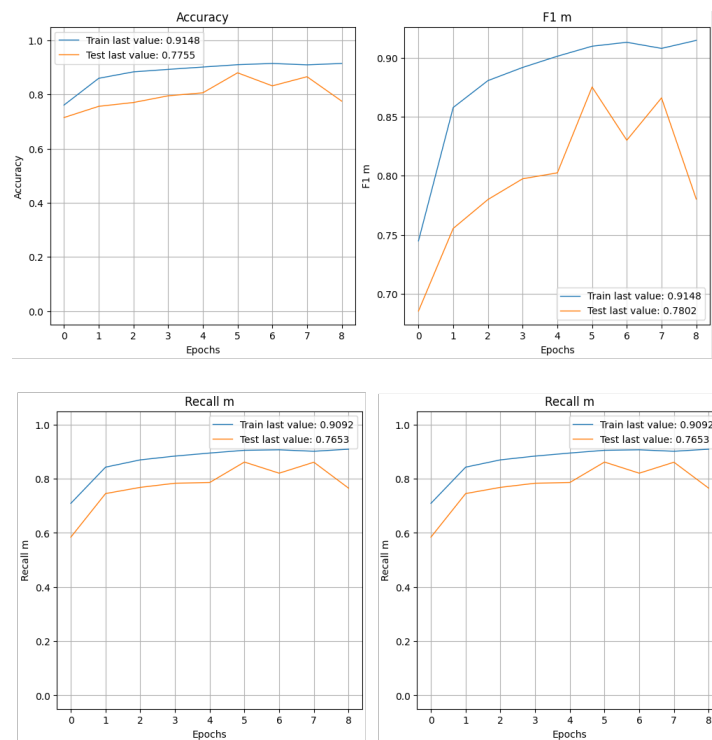 Accuracy
Train last value: 0.9148
Test last value: 0.7755
1.0
0.8
0.6
0.4
0.2
0.0
Accuracy
0 1 2 3 4 5 6 7 8
Epochs
F1 m
0.90
0.85
0.80
0.75
0.70
F1 m
Train last value: 0.9148
Test last value: 0.7802
0 1 2 3 4 5 6 7 8
Epochs
Recall m
Train last value: 0.9092
Test last value: 0.7653
1.0
0.8
0.6
0.4
0.2
0.0
Recall m
0 1 2 3 4 5 6 7 8
Epochs
Recall m
Train last value: 0.9092
Test last value: 0.7653
1.0
0.8
0.6
0.4
0.2
0.0
Recall m
0 1 2 3 4 5 6 7 8
Epochs